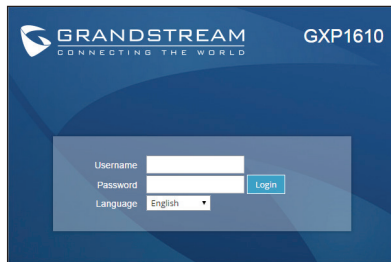 GRANDSTREAM
CONNECTING THE WORLD
GXP1610
Username
Password
Login
Language
English